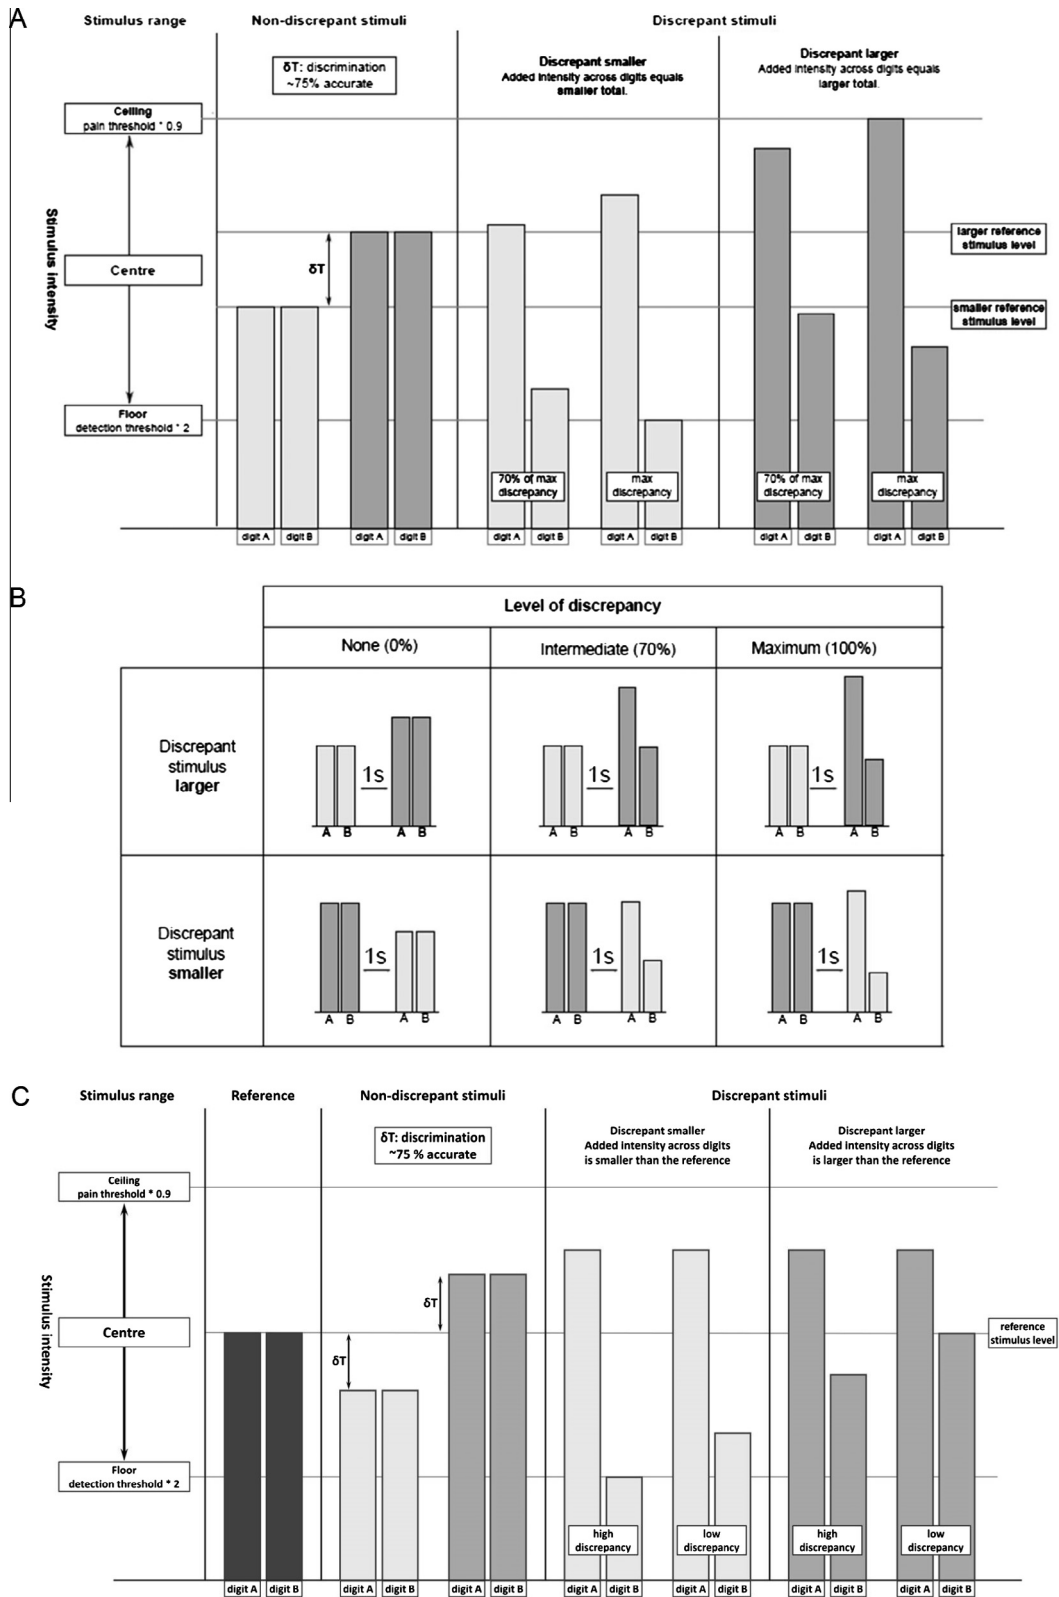 A
Stimulus range
Non-discrepant stimuli
Discrepant stimuli
δT: discrimination
~75% accurate
Discrepant smaller
Added intensity across digits equals
smaller total.
Discrepant larger
Added intensity across digits equals
larger total.
Ceiling
pain threshold * 0.9
Stimulus intensity
Centre
Floor
detection threshold * 2
δT
larger reference
stimulus level
smaller reference
stimulus level
70% of max
discrepancy
max
discrepancy
70% of max
discrepancy
max
discrepancy
digit A digit B digit A digit B digit A digit B digit A digit B digit A digit B digit A digit B
B
Level of discrepancy
None (0%) Intermediate (70%) Maximum (100%)
Discrepant
stimulus
larger
1s 1s 1s
A B A B A B A B A B A B
Discrepant
stimulus
smaller
1s 1s 1s
A B A B A B A B A B A B
C
Stimulus range
Reference
Non-discrepant stimuli
Discrepant stimuli
δT: discrimination
~75 % accurate
Discrepant smaller
Added intensity across digits
is smaller than the reference
Discrepant larger
Added intensity across digits
is larger than the reference
Ceiling
pain threshold * 0.9
Stimulus intensity
Centre
Floor
detection threshold * 2
δT
δT
reference
stimulus level
high
discrepancy
low
discrepancy
high
discrepancy
low
discrepancy
digit A digit B digit A digit B digit A digit B digit A digit B digit A digit B digit A digit B digit A digit B